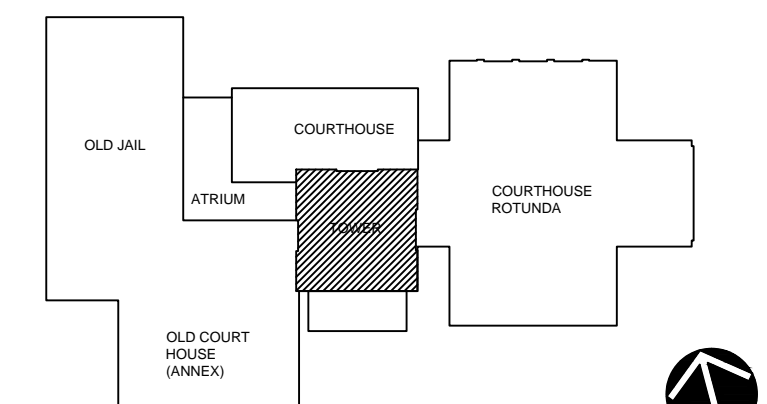 OLD JAIL
COURTHOUSE
ATRIUM
TOWER
COURTHOUSE
ROTUNDA
OLD COURT
HOUSE
(ANNEX)